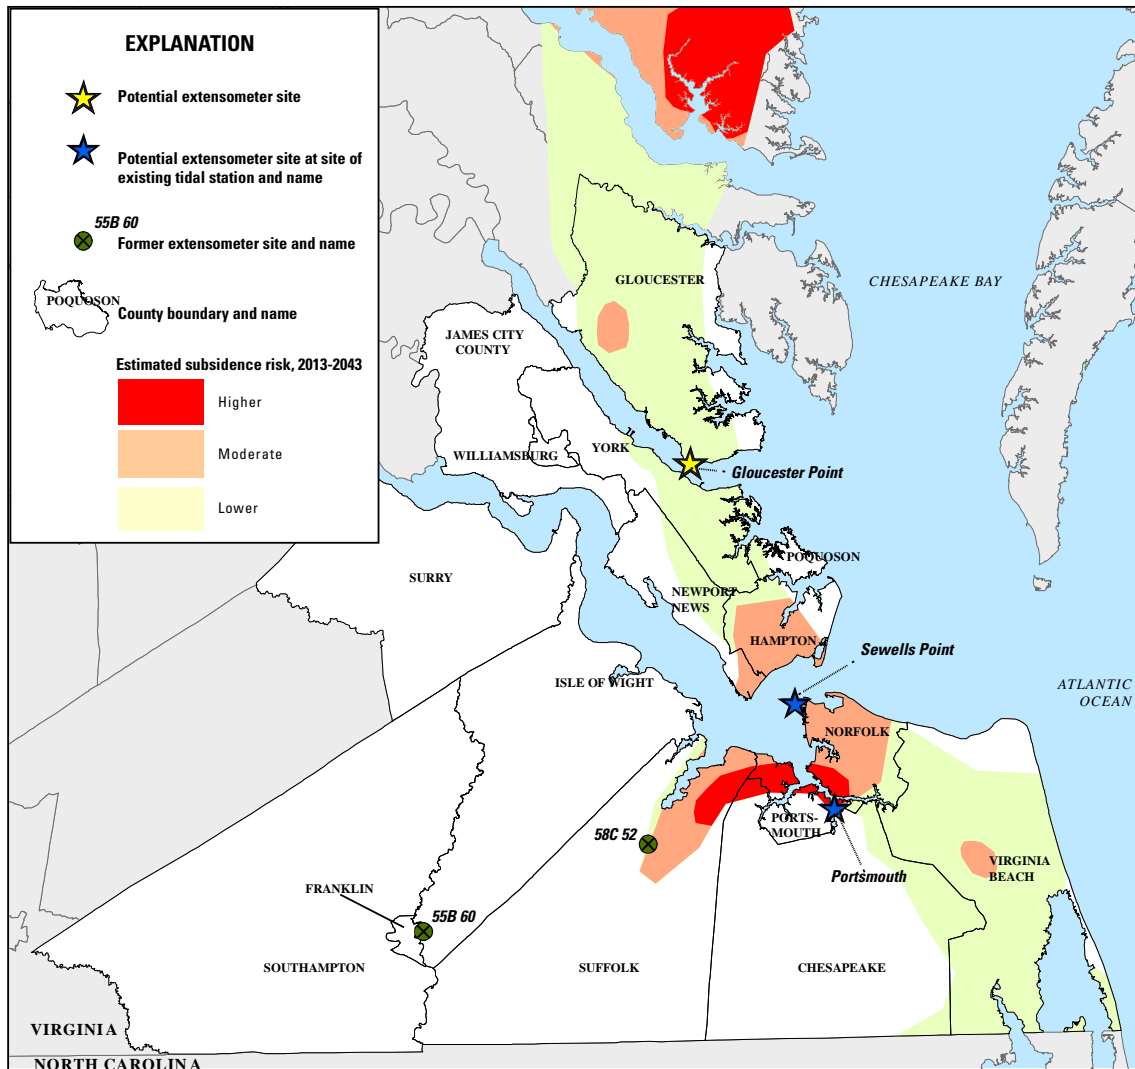 EXPLANATION
Potential extensometer site
Potential extensometer site at site of
existing tidal station and name
55B 60
Former extensometer site and name
POQUOSON
County boundary and name
Estimated subsidence risk, 2013-2043
Higher
Moderate
Lower
GLOUCESTER
CHESAPEAKE BAY
JAMES CITY
COUNTY
YORK
WILLIAMSBURG
Gloucester Point
POQUOSON
SURRY
NEWPORT
NEWS
HAMPTON
Sewells Point
ISLE OF WIGHT
ATLANTIC
OCEAN
NORFOLK
PORTS-
MOUTH
58C 52
VIRGINIA
BEACH
Portsmouth
FRANKLIN
55B 60
SOUTHAMPTON
SUFFOLK
CHESAPEAKE
VIRGINIA
NORTH CAROLINA